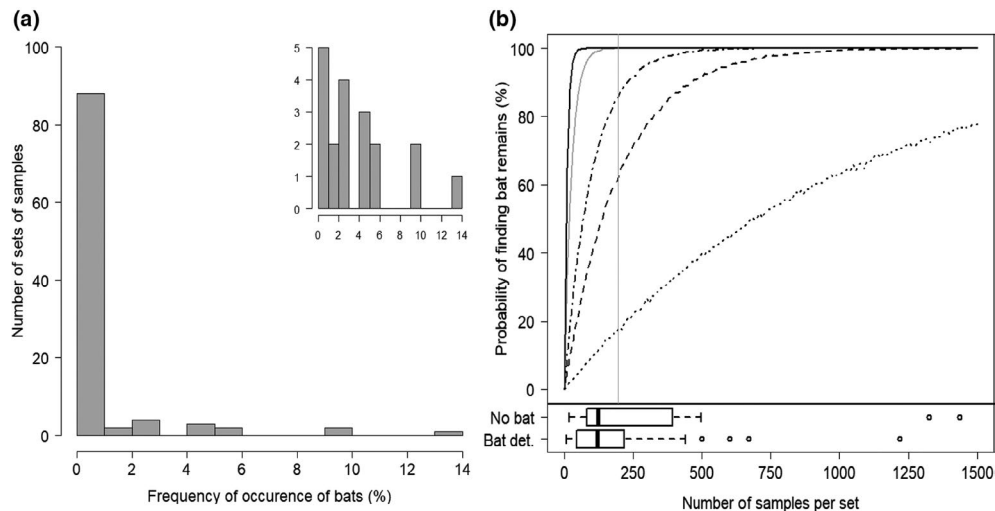 (a)
Number of sets of samples
100
80
60
40
20
0
0 2 4 6 8 10 12 14
Frequency of occurence of bats (%)
5
4
3
2
1
0
0 2 4 6 8 10 12 14
(b)
Probability of finding bat remains (%)
100
80
60
40
20
0
No bat
Bat det.
0 250 500 750 1000 1250 1500
Number of samples per set